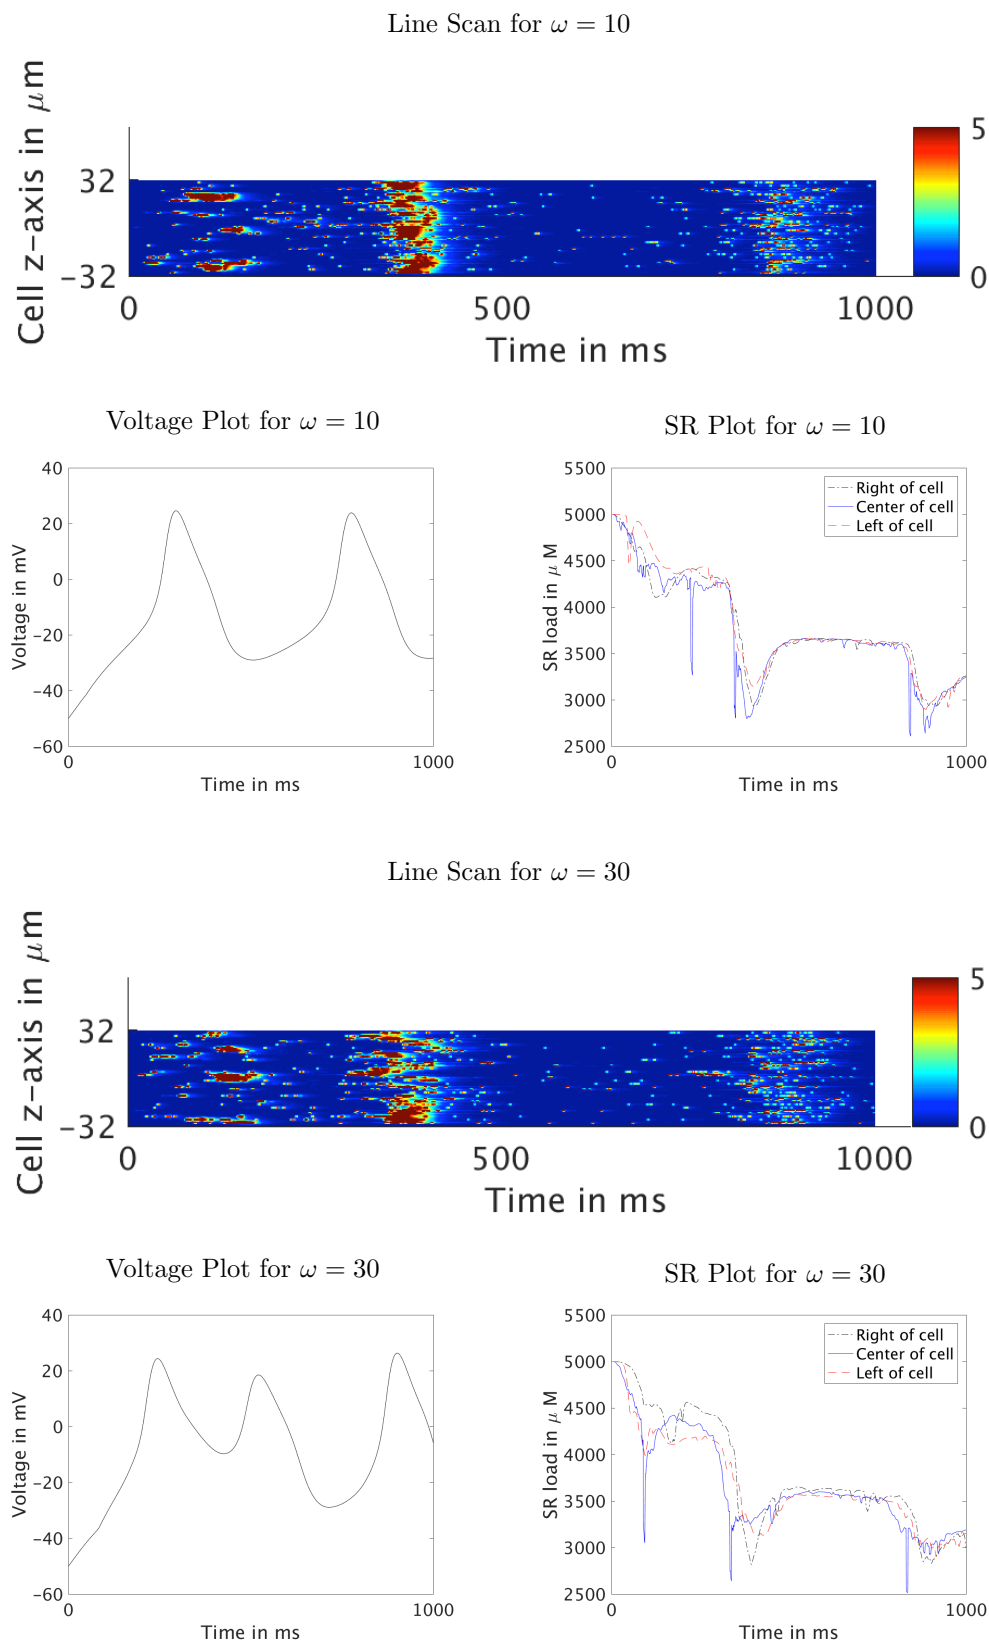 Line Scan for ω = 10
Cell z-axis in μm
32
-32
0
500
1000
Time in ms
5
0
Voltage Plot for ω = 10
Voltage in mV
40
20
0
-20
-40
-60
0
1000
Time in ms
SR Plot for ω = 10
SR load in μ M
5500
5000
4500
4000
3500
3000
2500
0
1000
Time in ms
Right of cell
Center of cell
Left of cell
Line Scan for ω = 30
Cell z-axis in μm
32
-32
0
500
1000
Time in ms
5
0
Voltage Plot for ω = 30
Voltage in mV
40
20
0
-20
-40
-60
0
1000
Time in ms
SR Plot for ω = 30
SR load in μ M
5500
5000
4500
4000
3500
3000
2500
0
1000
Time in ms
Right of cell
Center of cell
Left of cell